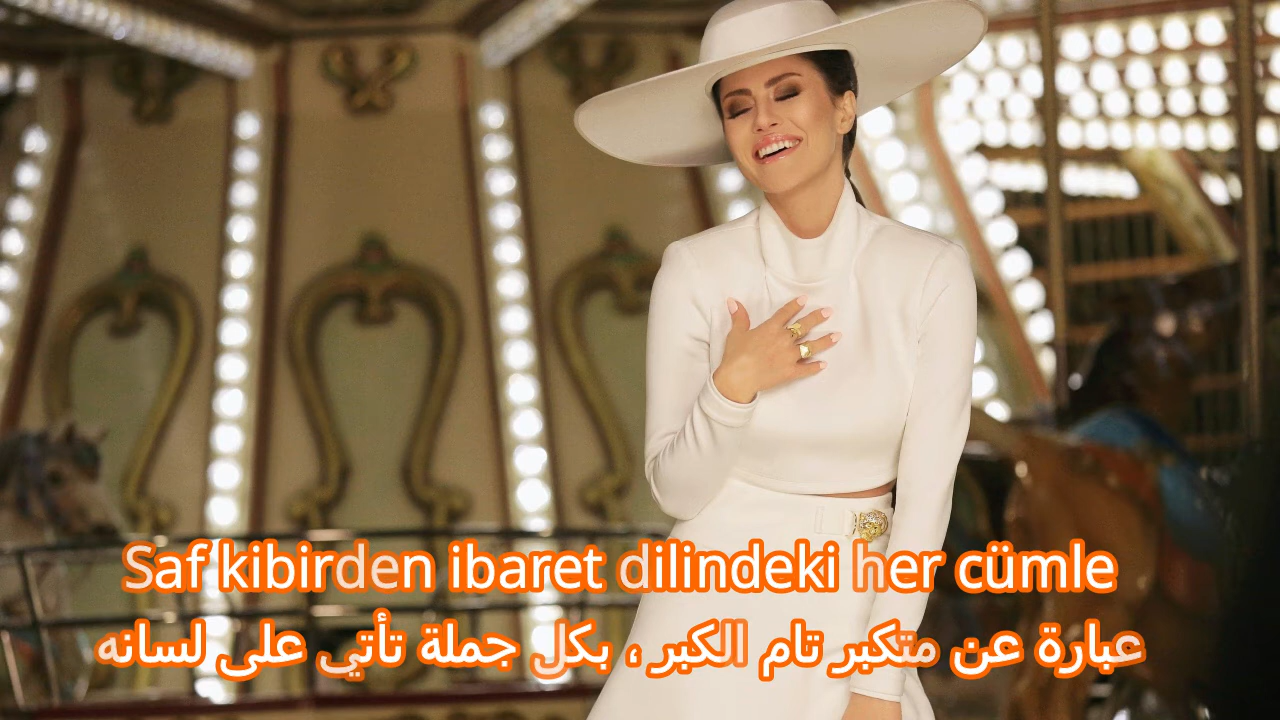 Saf kibirden ibaret dilindeki her cümle
عبارة عن متكبر تام الكبر ، بكل جملة تأتي على لسانه